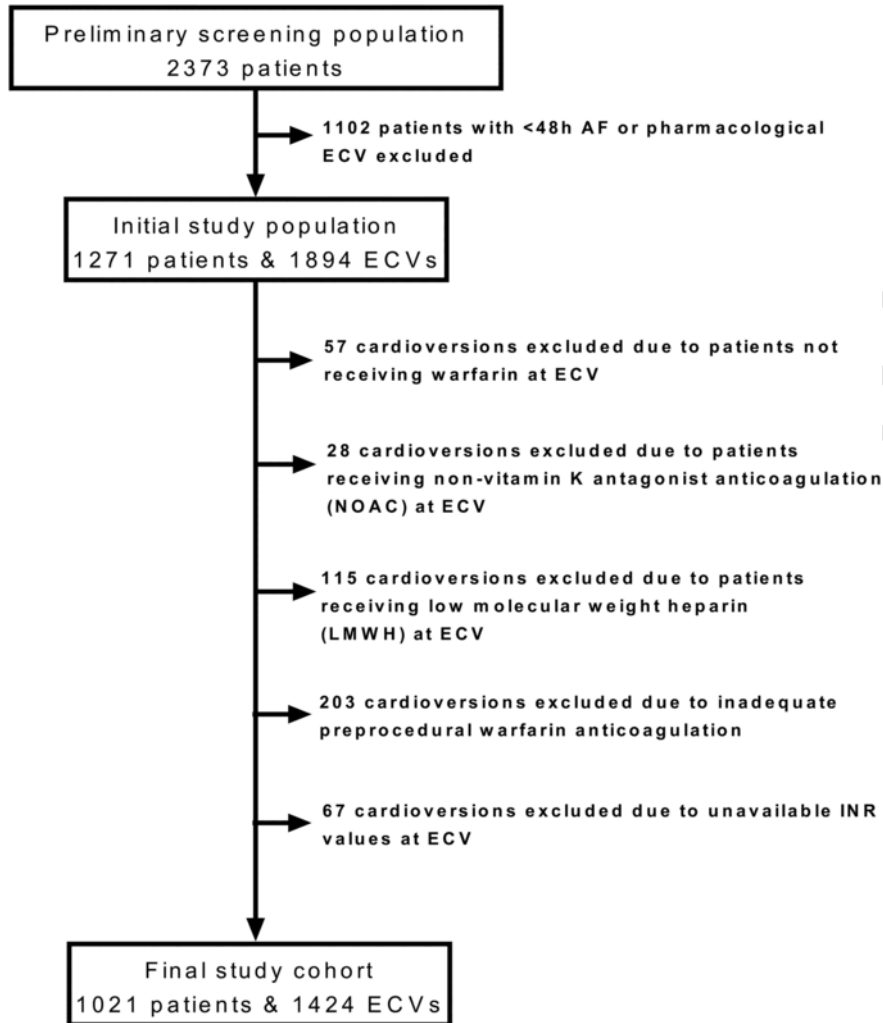 Preliminary screening population
2373 patients
1102 patients with <48h AF or pharmacological
ECV excluded
Initial study population
1271 patients & 1894 ECVs
57 cardioversions excluded due to patients not
receiving warfarin at ECV
28 cardioversions excluded due to patients
receiving non-vitamin K antagonist anticoagulation
(NOAC) at ECV
115 cardioversions excluded due to patients
receiving low molecular weight heparin
(LMWH) at ECV
203 cardioversions excluded due to inadequate
preprocedural warfarin anticoagulation
67 cardioversions excluded due to unavailable INR
values at ECV
Final study cohort
1021 patients & 1424 ECVs